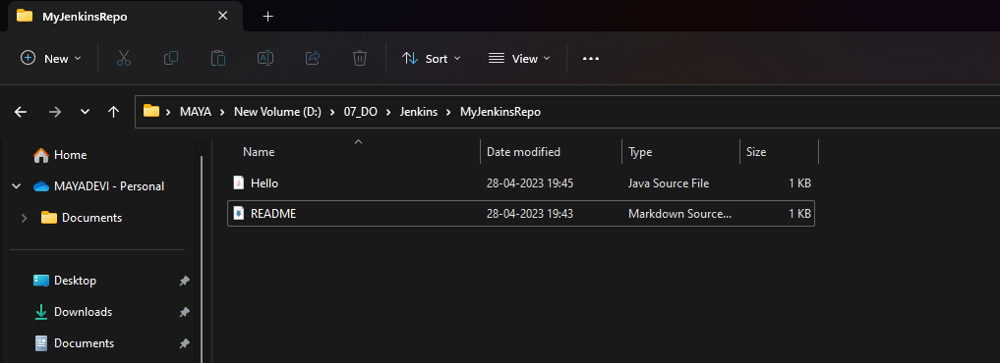 MyJenkinsRepo
New
Sort
View
MAYA > New Volume (D:) > 07_DO > Jenkins > MyJenkinsRepo
Name Date modified Type Size
Home
MAYADEVI - Personal
Documents
Desktop
Downloads
Documents
Hello 28-04-2023 19:45 Java Source File 1 KB
README 28-04-2023 19:43 Markdown Source... 1 KB